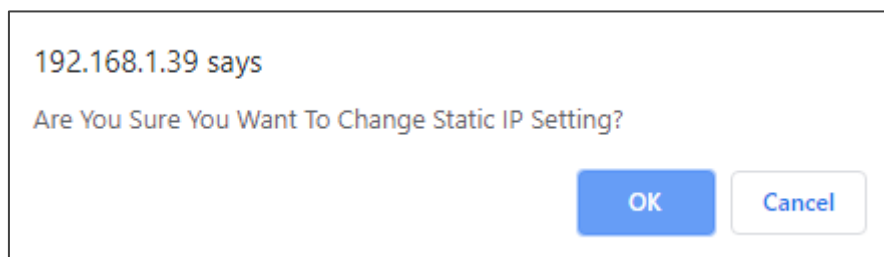 192.168.1.39 says
Are You Sure You Want To Change Static IP Setting?
OK
Cancel